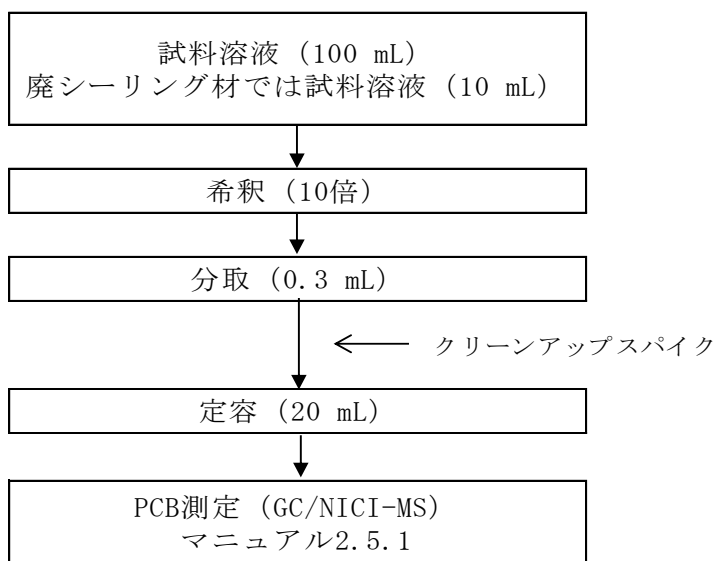 試料溶液 (100 mL)
廃シーリング材では試料溶液 (10 mL)
希釈 (10倍)
分取 (0.3 mL)
クリーンアップスパイク
定容 (20 mL)
PCB測定 (GC/NICI-MS)
マニュアル2.5.1